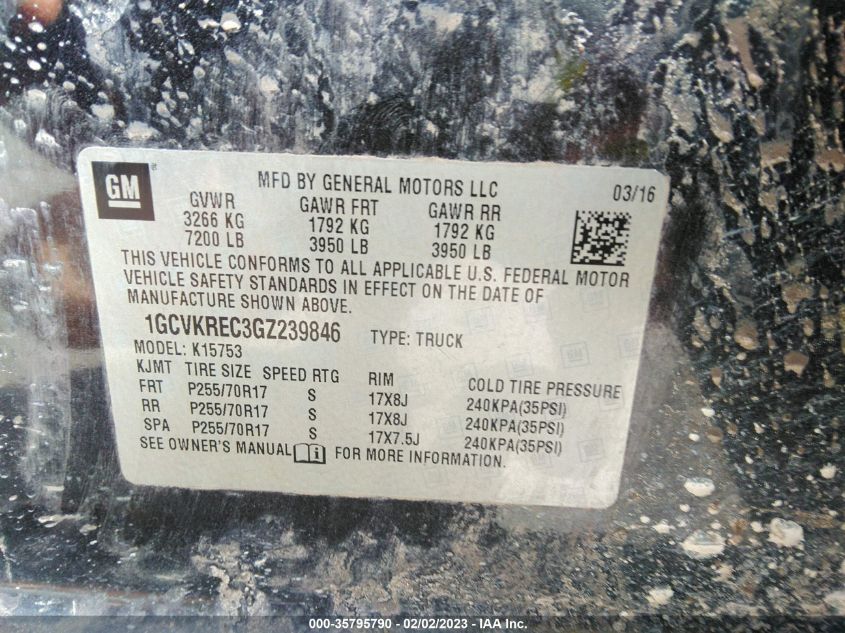 GM®
MFD BY GENERAL MOTORS LLC 03/16
GVWR GAWR FRT GAWR RR
3266 KG 1792 KG 1792 KG
7200 LB 3950 LB 3950 LB
THIS VEHICLE CONFORMS TO ALL APPLICABLE U.S. FEDERAL MOTOR
VEHICLE SAFETY STANDARDS IN EFFECT ON THE DATE OF
MANUFACTURE SHOWN ABOVE.
1GCVKREC3GZ239846 TYPE: TRUCK
MODEL: K15753
KJMT TIRE SIZE SPEED RTG RIM COLD TIRE PRESSURE
FRT P255/70R17 S 17X8J 240KPA(35PSI)
RR P255/70R17 S 17X8J 240KPA(35PSI)
SPA P255/70R17 S 17X7.5J 240KPA(35PSI)
SEE OWNER'S MANUAL FOR MORE INFORMATION.
000-35795790 - 02/02/2023 - IAA Inc.